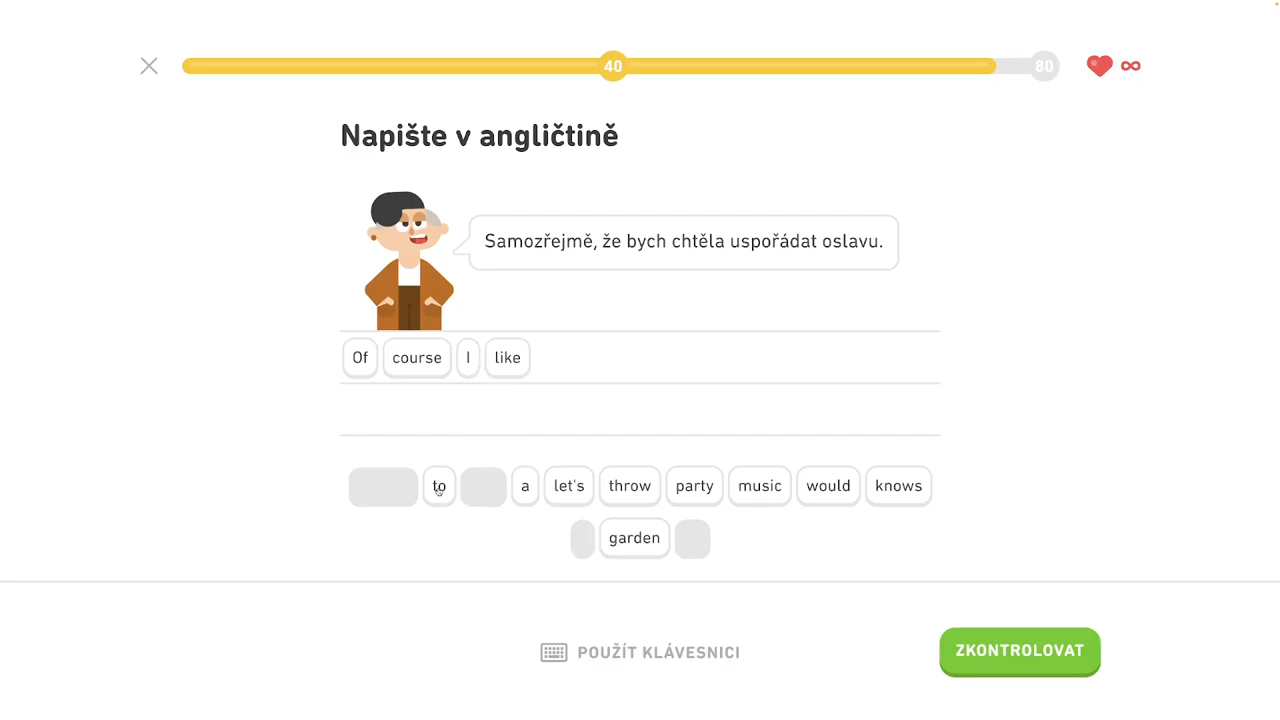 40 80 ∞
Napište v angličtině
Samozřejmě, že bych chtěla uspořádat oslavu.
Of course I like
to a let's throw party music would knows
garden
POUŽÍT KLÁVESNICI ZKONTROLOVAT